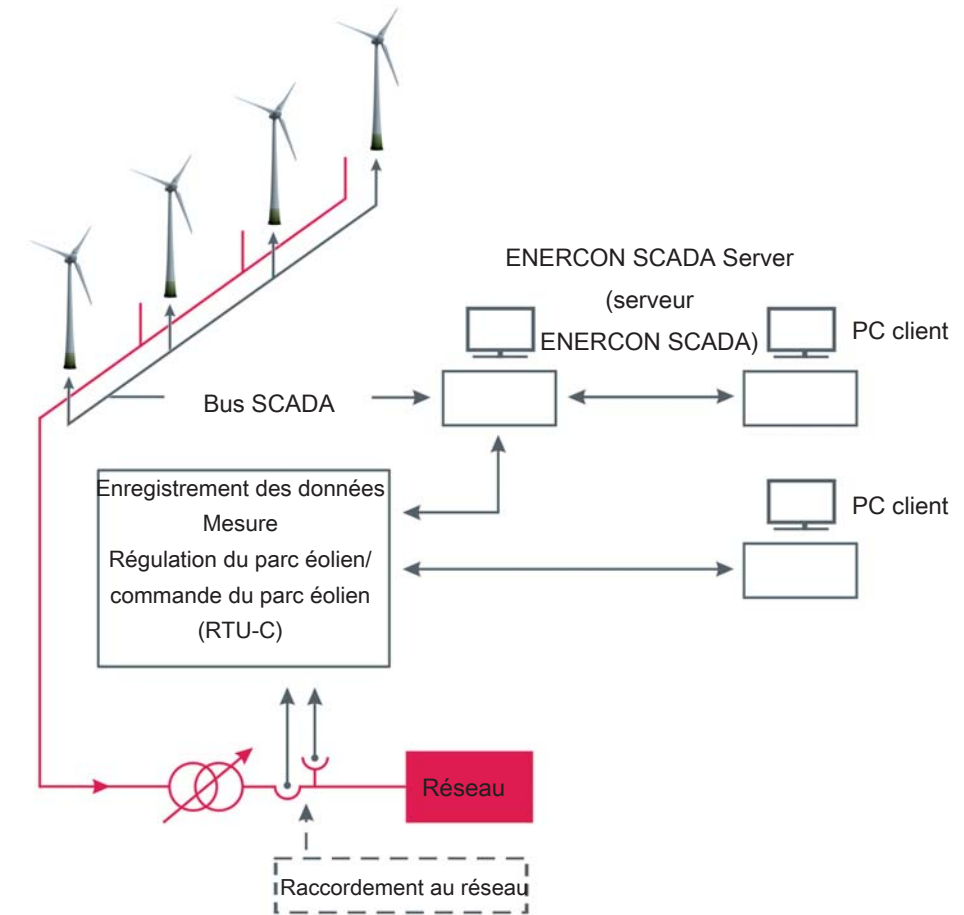 ENERCON SCADA Server
(serveur
ENERCON SCADA)
PC client
Bus SCADA
Enregistrement des données
Mesure
Régulation du parc éolien/
commande du parc éolien
(RTU-C)
PC client
Réseau
Raccordement au réseau